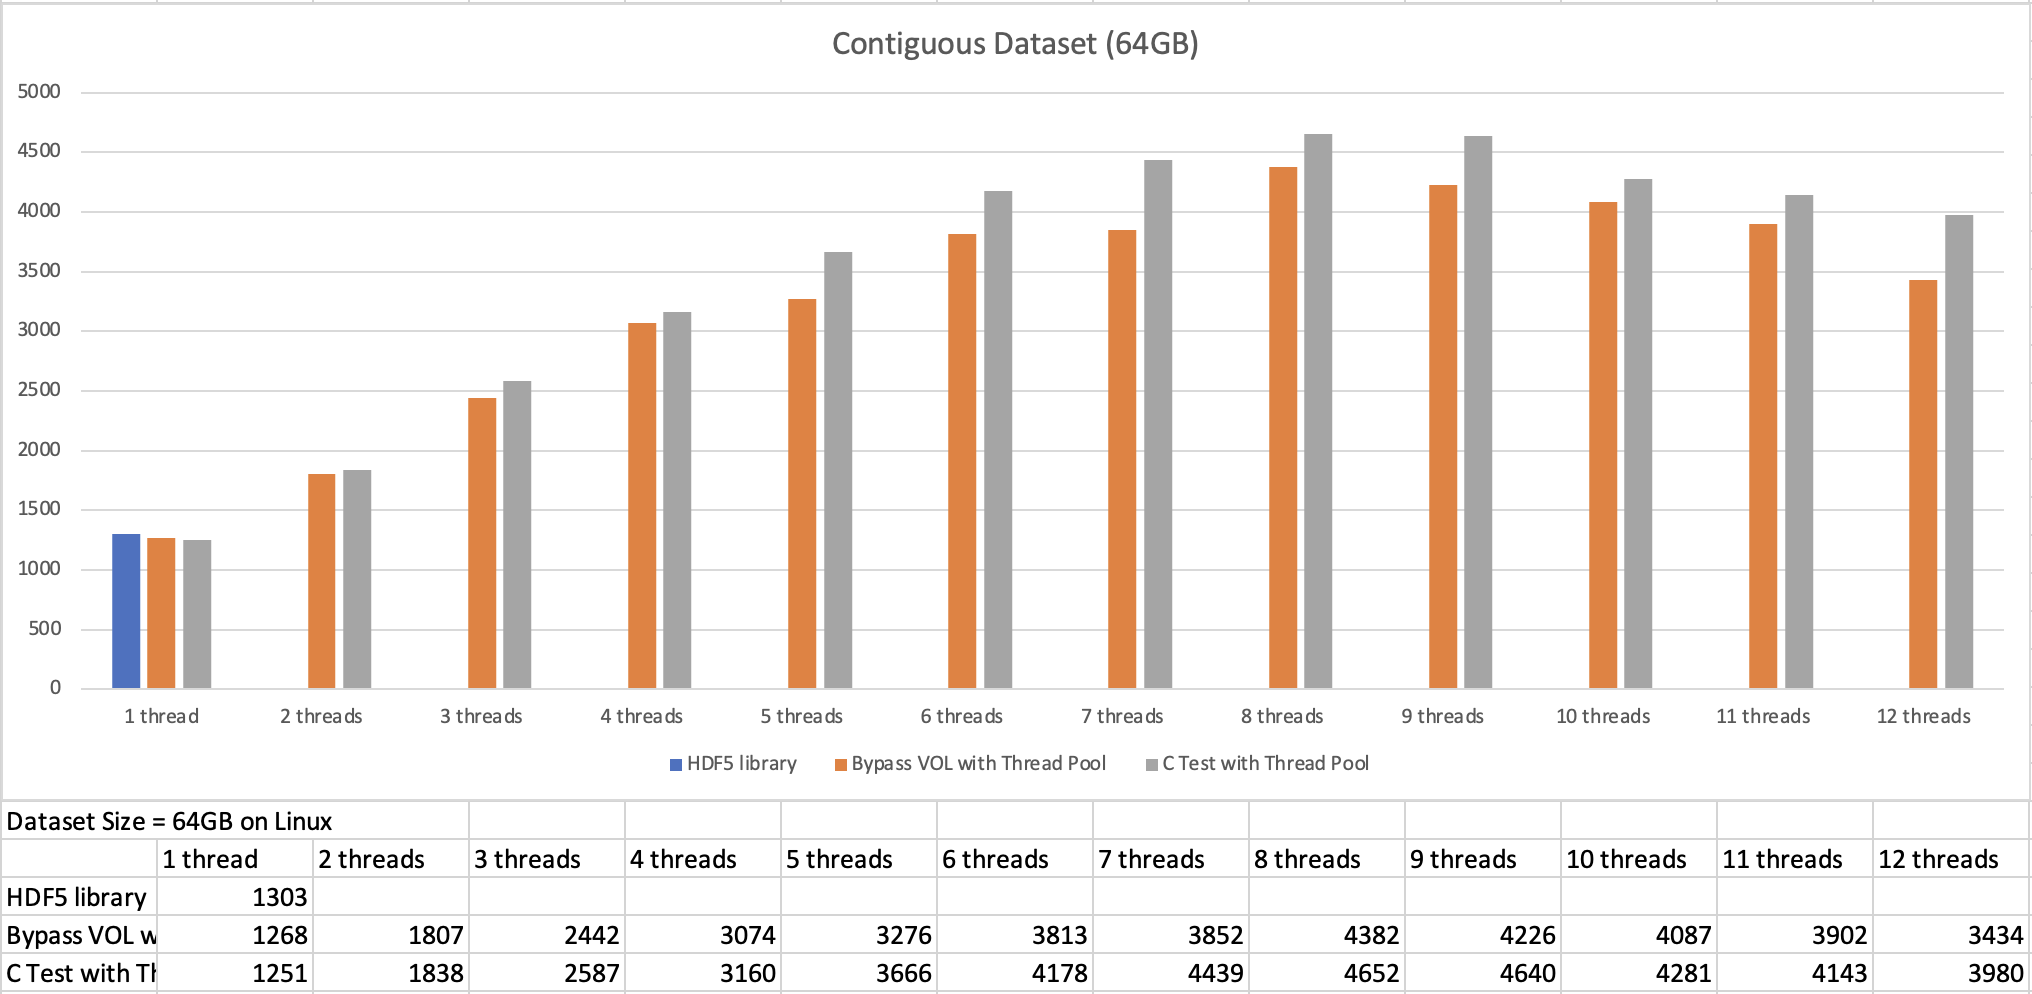 Contiguous Dataset (64GB)
5000
4500
4000
3500
3000
2500
2000
1500
1000
500
0
1 thread 2 threads 3 threads 4 threads 5 threads 6 threads 7 threads 8 threads 9 threads 10 threads 11 threads 12 threads
HDF5 library Bypass VOL with Thread Pool C Test with Thread Pool
Dataset Size = 64GB on Linux
1 thread 2 threads 3 threads 4 threads 5 threads 6 threads 7 threads 8 threads 9 threads 10 threads 11 threads 12 threads
HDF5 library 1303
Bypass VOL w 1268 1807 2442 3074 3276 3813 3852 4382 4226 4087 3902 3434
C Test with Th 1251 1838 2587 3160 3666 4178 4439 4652 4640 4281 4143 3980